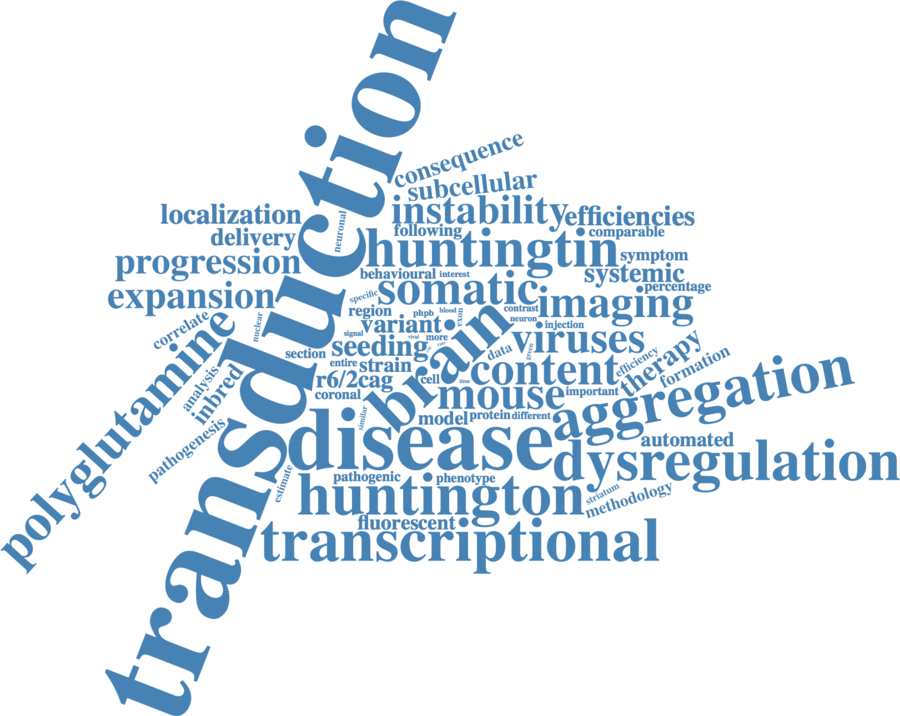 transduction
consequence
subcellular
localization
instability
efficiencies
neuronal
delivery
following
comparable
huntingtin
progression
symptom
behavioural
interest
systemic
percentage
expansion
somatic
imaging
specific
region
phpb
blood
exon
contrast
neuron
injection
correlate
nuclear
variant
signal
viral
more
viruses
brain
seeding
data
green
section
entire
strain
content
efficiency
therapy
formation
polyglutamine
analysis
inbred
r6/2cag
cell
time
coronal
mouse
important
aggregation
similar
model
protein
different
pathogenesis
disease
automated
dysregulation
estimate
pathogenic
phenotype
huntington
striatum
methodology
fluorescent
transcriptional